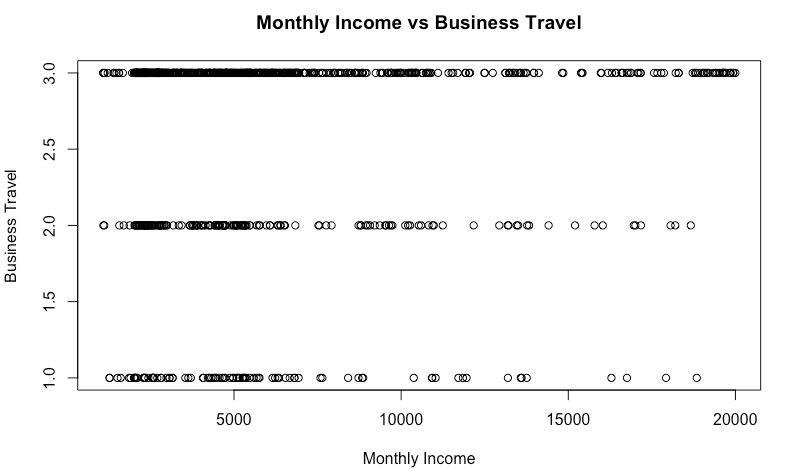 Monthly Income vs Business Travel
3.0
2.5
2.0
1.5
1.0
Business Travel
5000 10000 15000 20000
Monthly Income